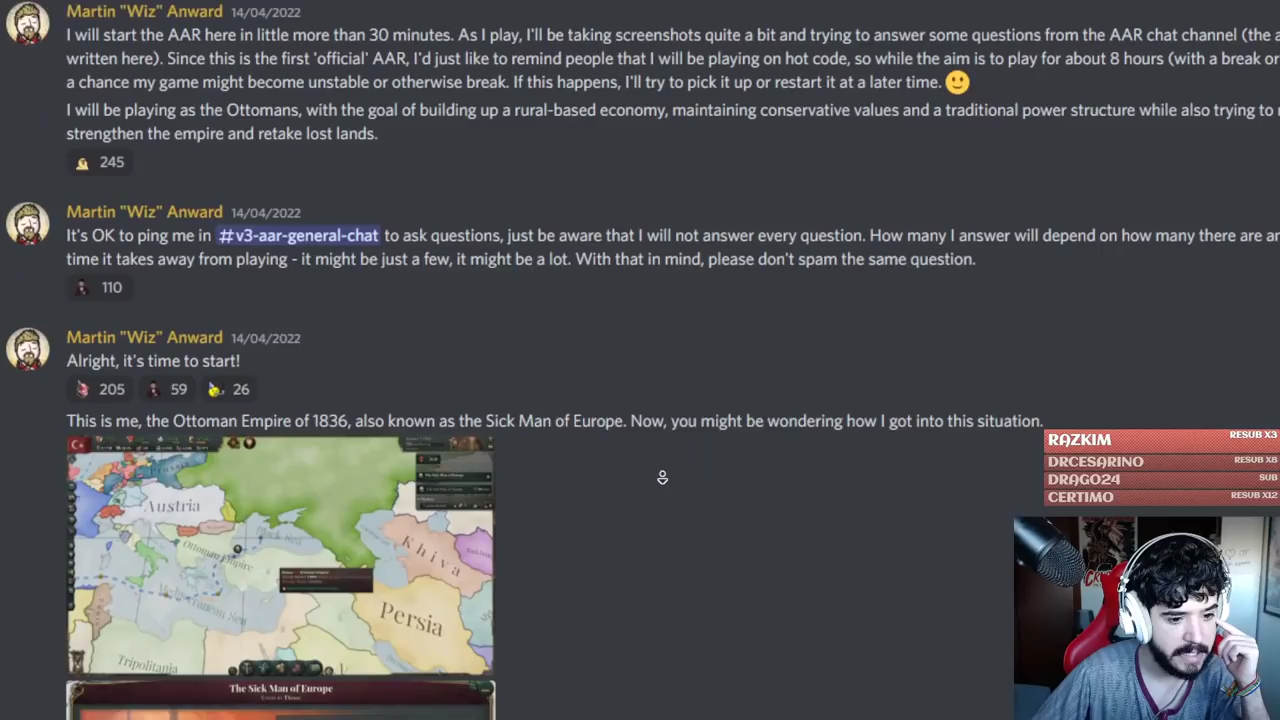 Martin "Wiz" Anward 14/04/2022
I will start the AAR here in little more than 30 minutes. As I play, I'll be taking screenshots quite a bit and trying to answer some questions from the AAR chat channel (the
written here). Since this is the first 'official' AAR, I'd just like to remind people that I will be playing on hot code, so while the aim is to play for about 8 hours (with a break or
a chance my game might become unstable or otherwise break. If this happens, I'll try to pick it up or restart it at a later time.
I will be playing as the Ottomans, with the goal of building up a rural-based economy, maintaining conservative values and a traditional power structure while also trying to
strengthen the empire and retake lost lands.
245
Martin "Wiz" Anward 14/04/2022
It's OK to ping me in #v3-aar-general-chat to ask questions, just be aware that I will not answer every question. How many I answer will depend on how many there are
time it takes away from playing - it might be just a few, it might be a lot. With that in mind, please don't spam the same question.
110
Martin "Wiz" Anward 14/04/2022
Alright, it's time to start!
205 59 26
This is me, the Ottoman Empire of 1836, also known as the Sick Man of Europe. Now, you might be wondering how I got into this situation.
Austria
Ottoman Empire
Black Sea
Khiva
Mediterranean Sea
Persia
Tripolitania
The Sick Man of Europe
RAZKIM RESUB X3
DRCESARINO RESUB X8
DRAGO24 SUB
CERTIMO RESUB X12